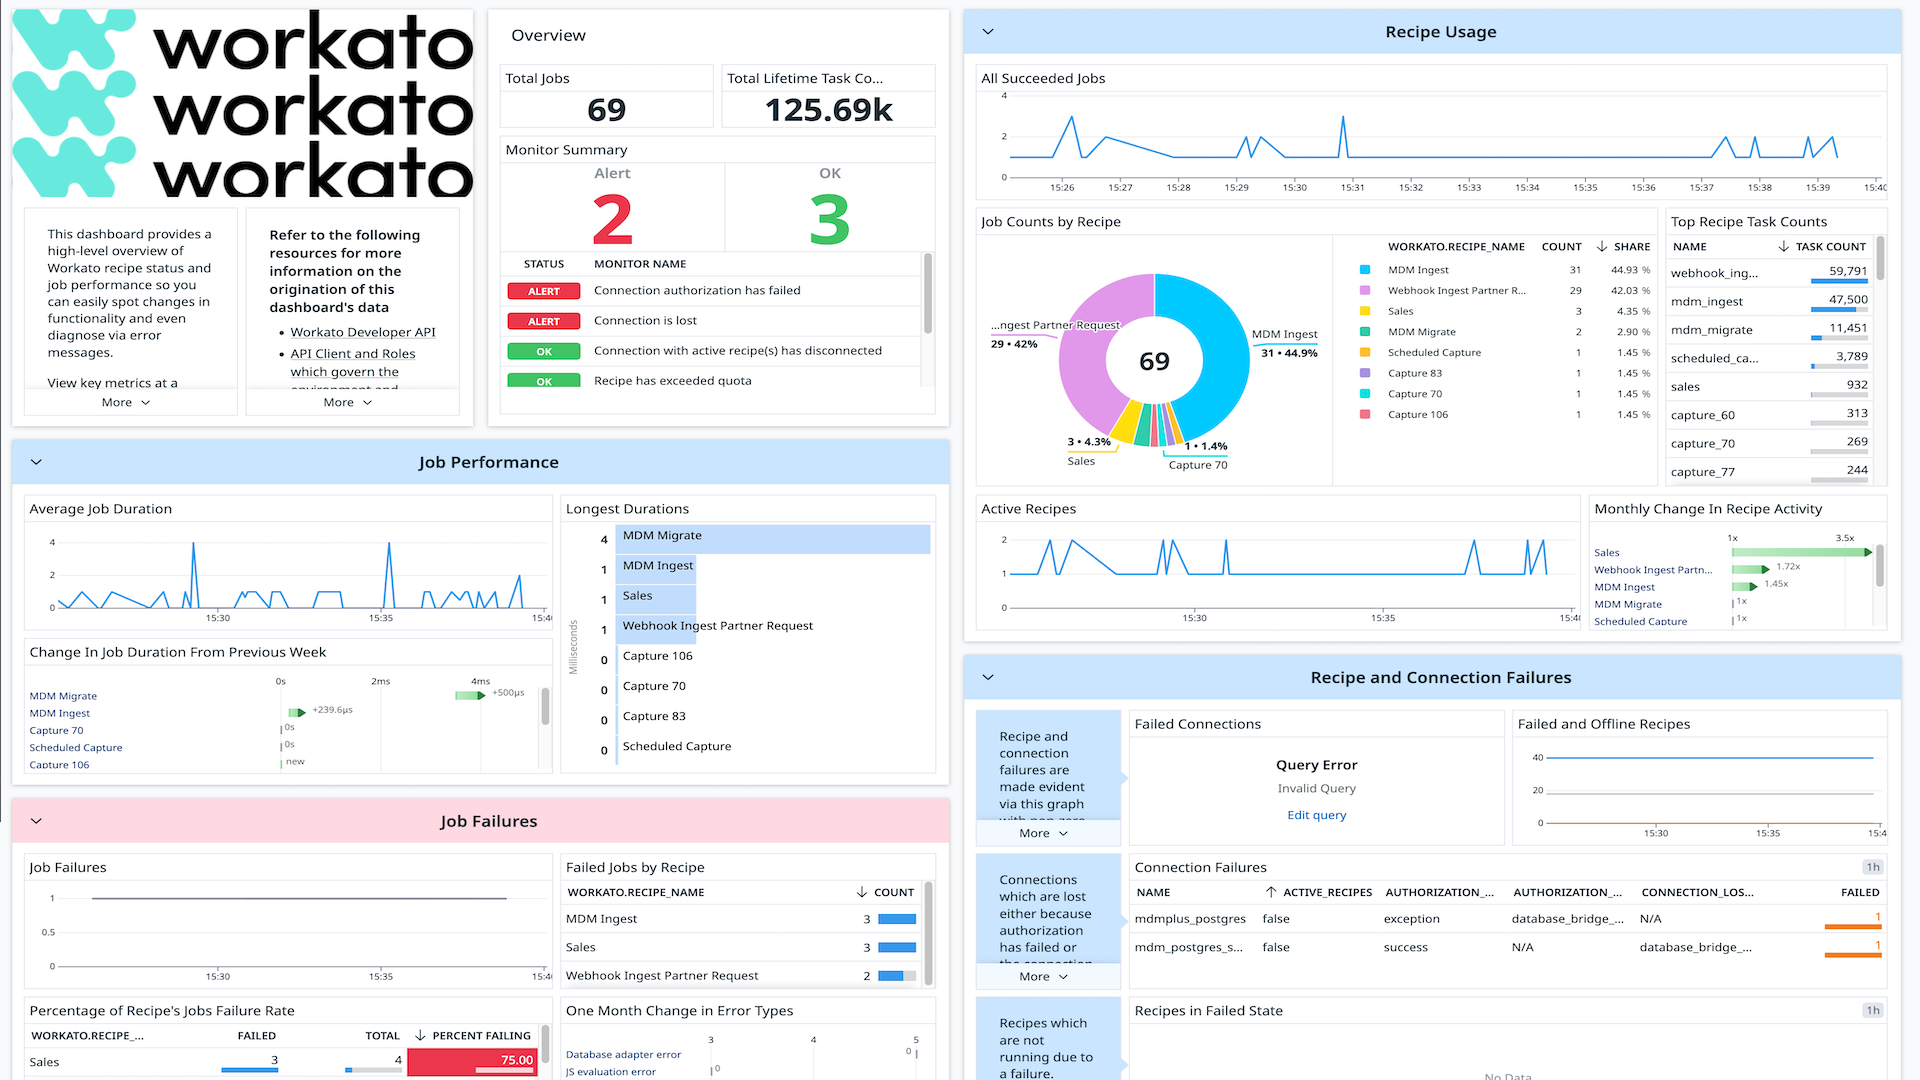 workato
workato
workato
This dashboard provides a
high-level overview of
Workato recipe status and
job performance so you
can easily spot changes in
functionality and even
diagnose via error
messages.
View key metrics at a
More
Refer to the following
resources for more
information on the
origination of this
dashboard's data
• Workato Developer API
• API Client and Roles
which govern the
environment and
More
Overview
Total Jobs
69
Total Lifetime Task Co...
125.69k
Monitor Summary
Alert
2
OK
3
STATUS MONITOR NAME
ALERT Connection authorization has failed
ALERT Connection is lost
OK Connection with active recipe(s) has disconnected
OK Recipe has exceeded quota
Job Performance
Average Job Duration
4
2
0
15:30 15:35 15:40
Change In Job Duration From Previous Week
0s 2ms 4ms
MDM Migrate +500µs
MDM Ingest +239.6µs
Capture 70 0s
Scheduled Capture 0s
Capture 106 new
Longest Durations
Milliseconds
4 MDM Migrate
1 MDM Ingest
1 Sales
1 Webhook Ingest Partner Request
0 Capture 106
0 Capture 70
0 Capture 83
0 Scheduled Capture
Job Failures
Job Failures
1
0.5
0
15:30 15:35 15:40
Failed Jobs by Recipe
WORKATO.RECIPE_NAME COUNT
MDM Ingest 3
Sales 3
Webhook Ingest Partner Request 2
Percentage of Recipe's Jobs Failure Rate
WORKATO.RECIPE_... FAILED TOTAL PERCENT FAILING
Sales 3 4 75.00
One Month Change in Error Types
3 4 5
Database adapter error 0
JS evaluation error 0
Recipe Usage
All Succeeded Jobs
4
2
0
15:26 15:27 15:28 15:29 15:30 15:31 15:32 15:33 15:34 15:35 15:36 15:37 15:38 15:39 15:40
Job Counts by Recipe
...ngest Partner Request
29 • 42%
MDM Ingest
31 • 44.9%
69
3 • 4.3%
Sales
1 • 1.4%
Capture 70
WORKATO.RECIPE_NAME COUNT SHARE
MDM Ingest 31 44.93 %
Webhook Ingest Partner R... 29 42.03 %
Sales 3 4.35 %
MDM Migrate 2 2.90 %
Scheduled Capture 1 1.45 %
Capture 83 1 1.45 %
Capture 70 1 1.45 %
Capture 106 1 1.45 %
Top Recipe Task Counts
NAME TASK COUNT
webhook_ing... 59,791
mdm_ingest 47,500
mdm_migrate 11,451
scheduled_ca... 3,789
sales 932
capture_60 313
capture_70 269
capture_77 244
Active Recipes
2
1
0
15:30 15:35 15:40
Monthly Change In Recipe Activity
1x 3.5x
Sales
Webhook Ingest Partn... 1.72x
MDM Ingest 1.45x
MDM Migrate 1x
Scheduled Capture 1x
Recipe and Connection Failures
Recipe and
connection
failures are
made evident
via this graph
with non-zero
More
Failed Connections
Query Error
Invalid Query
Edit query
Failed and Offline Recipes
40
20
0
15:30 15:35 15:4
Connections
which are lost
either because
authorization
has failed or
the connection
More
Connection Failures 1h
NAME ACTIVE_RECIPES AUTHORIZATION_... AUTHORIZATION_... CONNECTION_LOS... FAILED
mdmplus_postgres false exception database_bridge_... N/A 1
mdm_postgres_s... false success N/A database_bridge_... 1
Recipes which
are not
running due to
a failure.
Recipes in Failed State 1h
No Data